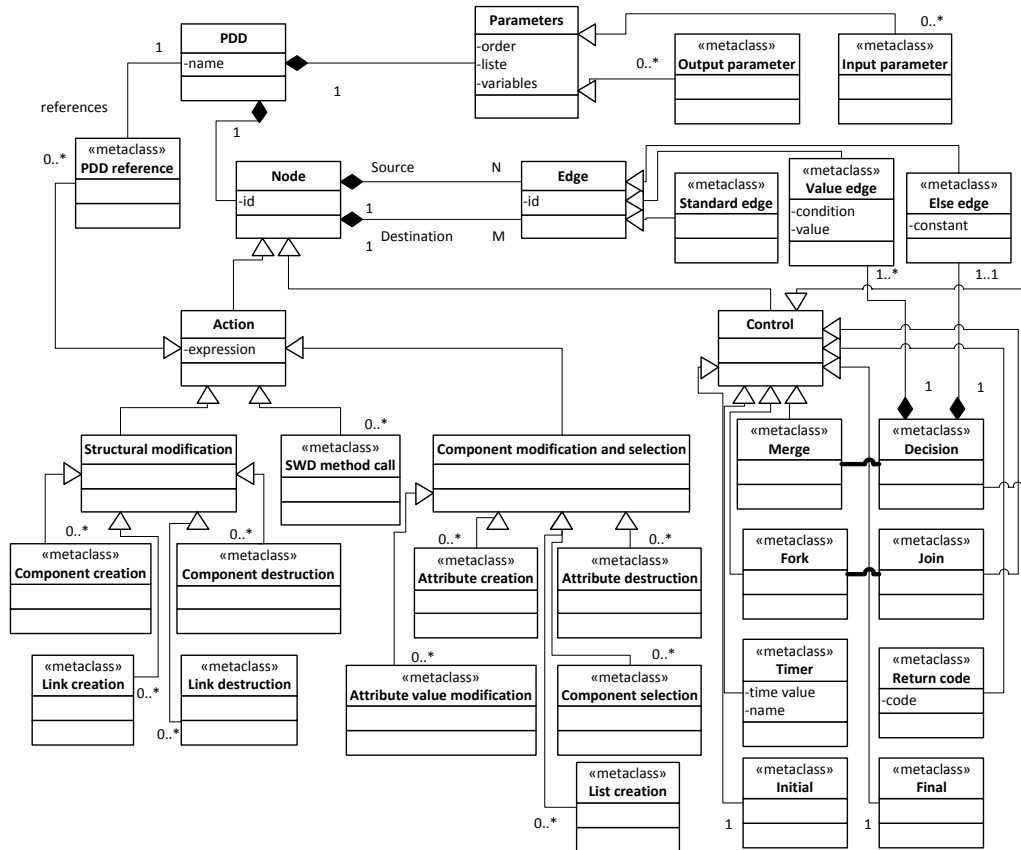 PDD
-name
1
1
1
references
Parameters
-order
-liste
-variables
0..*
0..*
«metaclass»
Output parameter
«metaclass»
Input parameter
«metaclass»
PDD reference
0..*
Node
-id
Source
N
1
Destination
M
1
Edge
-id
«metaclass»
Standard edge
«metaclass»
Value edge
-condition
-value
«metaclass»
Else edge
-constant
1..*
1..1
Action
-expression
Control
1
1
Structural modification
0..*
«metaclass»
SWD method call
Component modification and selection
«metaclass»
Merge
«metaclass»
Decision
0..*
«metaclass»
Component creation
0..*
«metaclass»
Component destruction
0..*
«metaclass»
Attribute creation
0..*
«metaclass»
Attribute destruction
«metaclass»
Fork
«metaclass»
Join
«metaclass»
Link creation
0..*
«metaclass»
Link destruction
0..*
0..*
«metaclass»
Attribute value modification
0..*
«metaclass»
Component selection
«metaclass»
Timer
-time value
-name
«metaclass»
Return code
-code
«metaclass»
List creation
0..*
«metaclass»
Initial
1
«metaclass»
Final
1